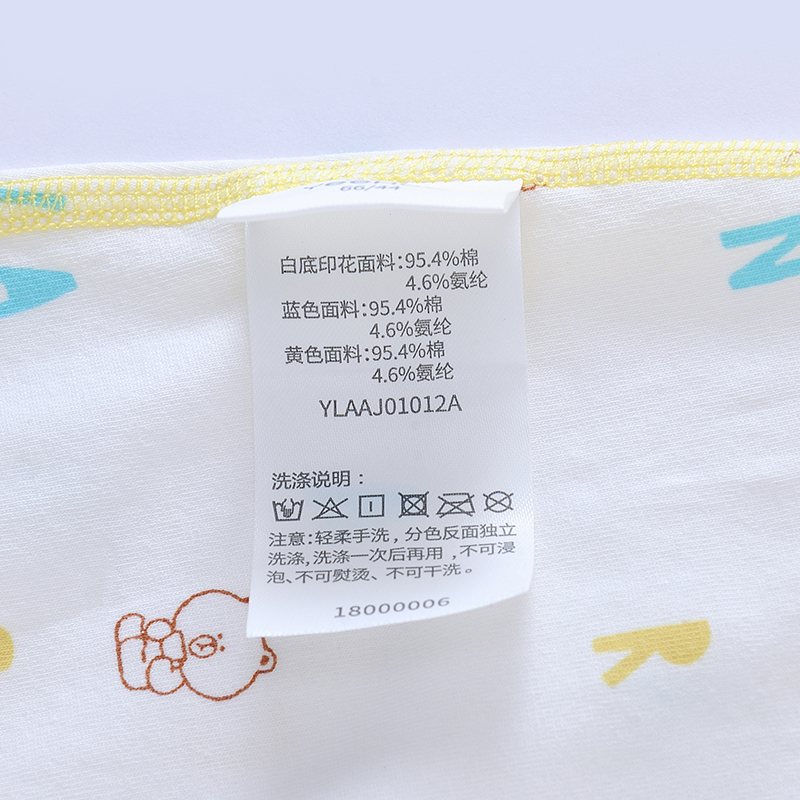 66/44
白底印花面料:95.4%棉
4.6%氨纶
蓝色面料:95.4%棉
4.6%氨纶
黄色面料:95.4%棉
4.6%氨纶
YLAAJ01012A
洗涤说明:
注意:轻柔手洗,分色反面独立
洗涤,洗涤一次后再用,不可浸
泡、不可熨烫、不可干洗。
18000006
N
R